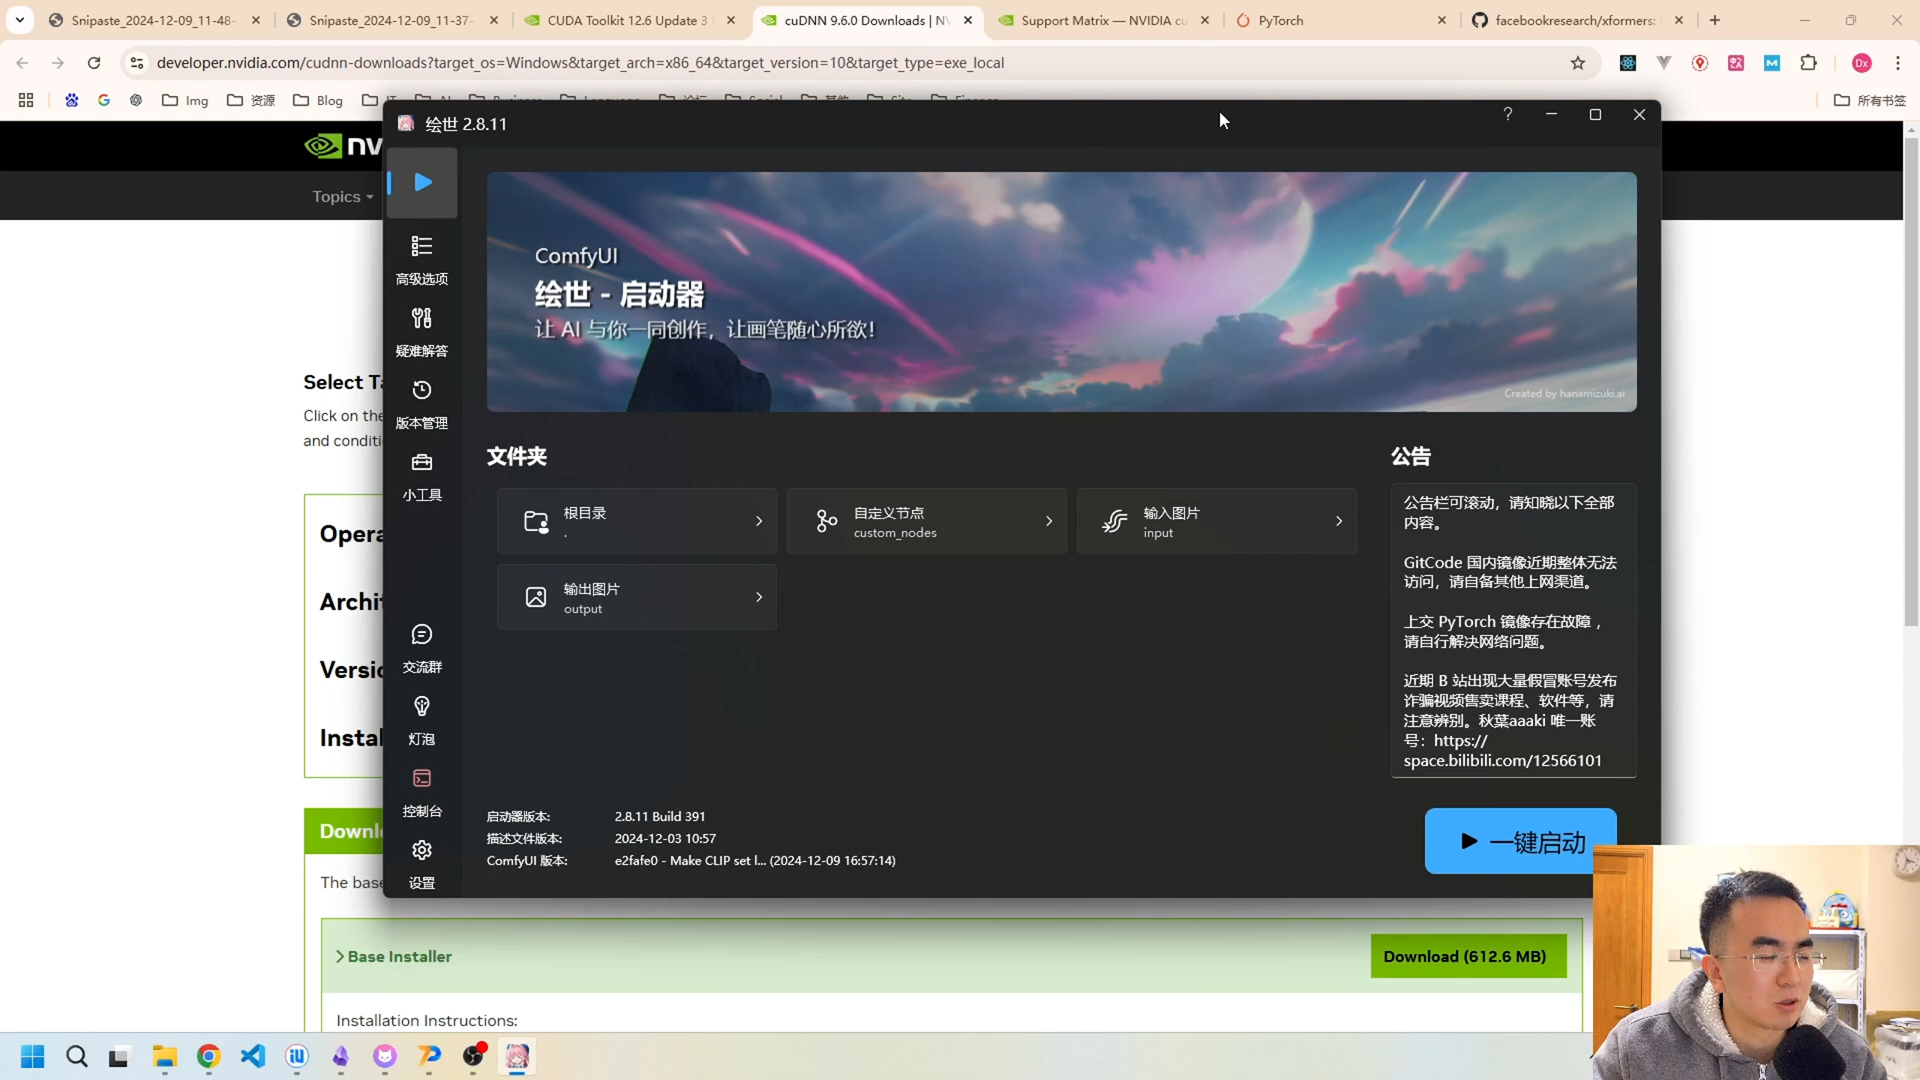 Snipaste_2024-12-09_11-48-
Snipaste_2024-12-09_11-37-
CUDA Toolkit 12.6 Update 3
cuDNN 9.6.0 Downloads | N
Support Matrix — NVIDIA cu
PyTorch
facebookresearch/xformers:
developer.nvidia.com/cudnn-downloads?target_os=Windows&target_arch=x86_64&target_version=10&target_type=exe_local
Dx
Img
资源
Blog
所有书签
绘世 2.8.11
Topics
高级选项
疑难解答
版本管理
小工具
交流群
灯泡
控制台
设置
ComfyUI
绘世 - 启动器
让 AI 与你一同创作，让画笔随心所欲！
Created by hanamizuki.ai
文件夹
根目录
.
自定义节点
custom_nodes
输入图片
input
输出图片
output
公告
公告栏可滚动，请知晓以下全部
内容。
GitCode 国内镜像近期整体无法
访问，请自备其他上网渠道。
上交 PyTorch 镜像存在故障，
请自行解决网络问题。
近期 B 站出现大量假冒账号发布
诈骗视频售卖课程、软件等，请
注意辨别。秋葉aaaki 唯一账
号：https://
space.bilibili.com/12566101
启动器版本: 2.8.11 Build 391
描述文件版本: 2024-12-03 10:57
ComfyUI 版本: e2fafe0 - Make CLIP set l... (2024-12-09 16:57:14)
一键启动
Click on the
and conditi
The base
Base Installer
Download (612.6 MB)
Installation Instructions: